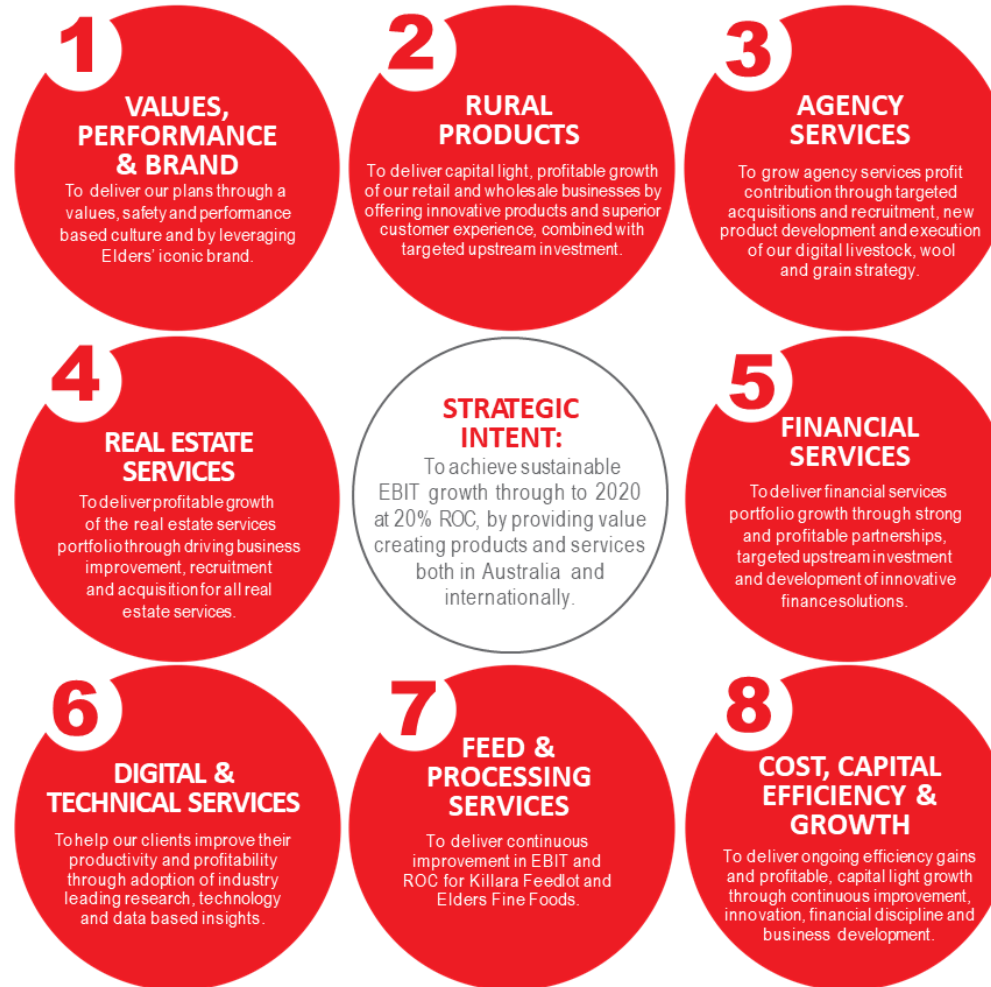 1
VALUES,
PERFORMANCE
& BRAND
To deliver our plans through a
values, safety and performance
based culture and by leveraging
Elders' iconic brand.
2
RURAL
PRODUCTS
To deliver capital light, profitable growth
of our retail and wholesale businesses by
offering innovative products and superior
customer experience, combined with
targeted upstream investment.
3
AGENCY
SERVICES
To grow agency services profit
contribution through targeted
acquisitions and recruitment, new
product development and execution
of our digital livestock, wool
and grain strategy.
4
REAL ESTATE
SERVICES
To deliver profitable growth
of the real estate services
portfolio through driving business
improvement, recruitment
and acquisition for all real
estate services.
STRATEGIC
INTENT:
To achieve sustainable
EBIT growth through to 2020
at 20% ROC, by providing value
creating products and services
both in Australia and
internationally.
5
FINANCIAL
SERVICES
To deliver financial services
portfolio growth through strong
and profitable partnerships,
targeted upstream investment
and development of innovative
finance solutions.
6
DIGITAL &
TECHNICAL SERVICES
To help our clients improve their
productivity and profitability
through adoption of industry
leading research, technology
and data based insights.
7
FEED &
PROCESSING
SERVICES
To deliver continuous
improvement in EBIT and
ROC for Killara Feedlot and
Elders Fine Foods.
8
COST, CAPITAL
EFFICIENCY &
GROWTH
To deliver ongoing efficiency gains
and profitable, capital light growth
through continuous improvement,
innovation, financial discipline and
business development.